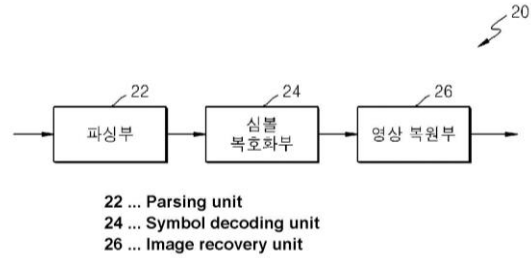 20
22
24
26
파싱부
심볼
복호화부
영상 복원부
22 ... Parsing unit
24 ... Symbol decoding unit
26 ... Image recovery unit